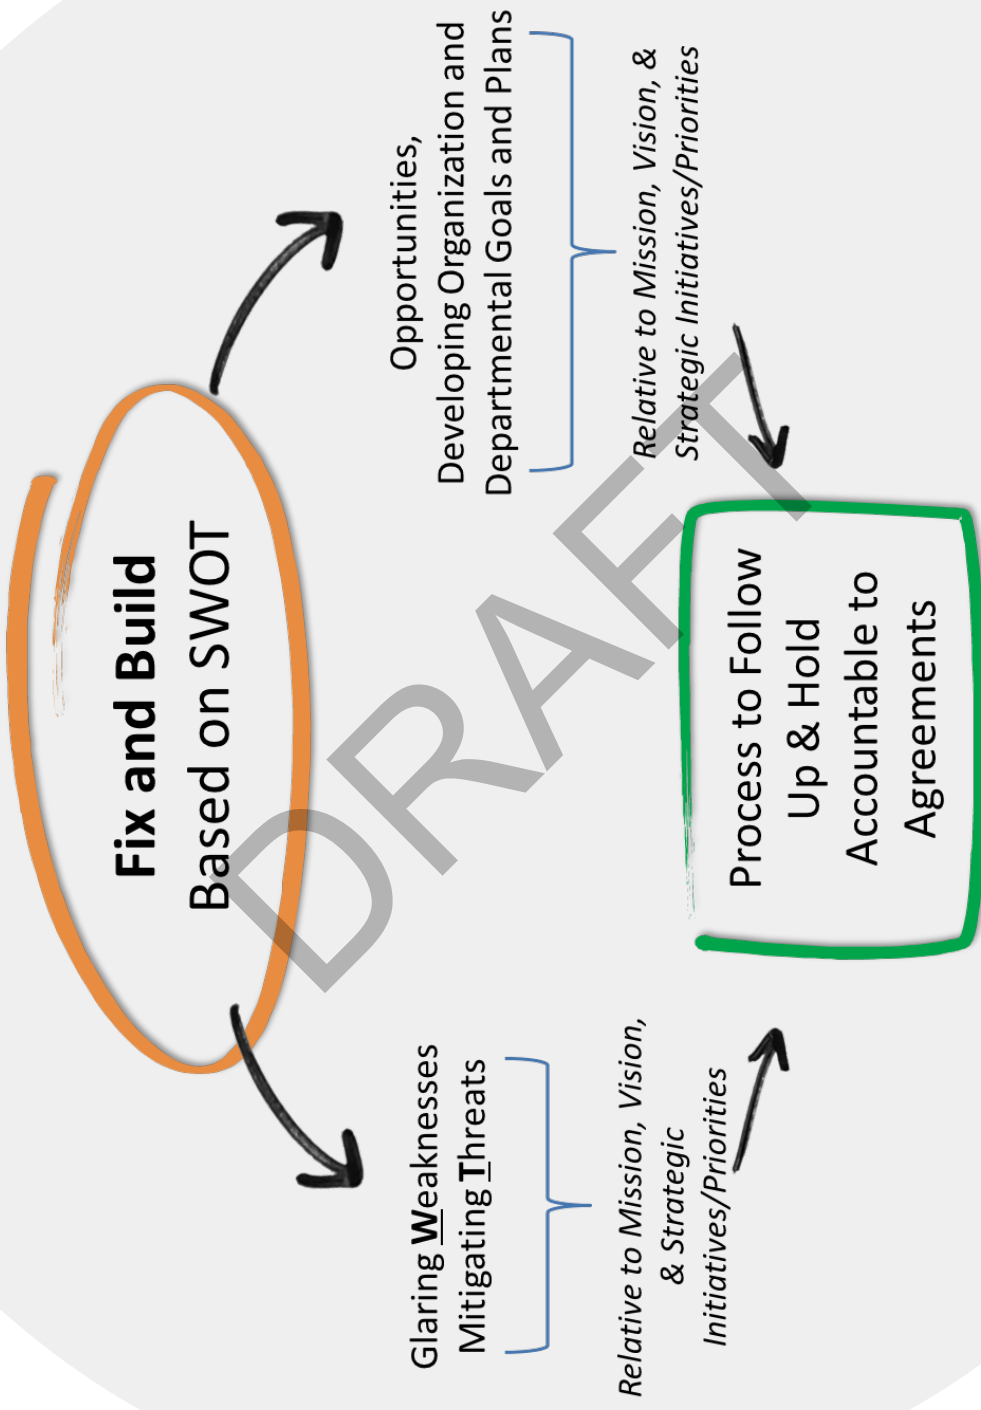 Fix and Build
Based on SWOT
Glaring Weaknesses
Mitigating Threats
Relative to Mission, Vision,
& Strategic
Initiatives/Priorities
Opportunities,
Developing Organization and
Departmental Goals and Plans
Relative to Mission, Vision, &
Strategic Initiatives/Priorities
Process to Follow
Up & Hold
Accountable to
Agreements
DRAFT